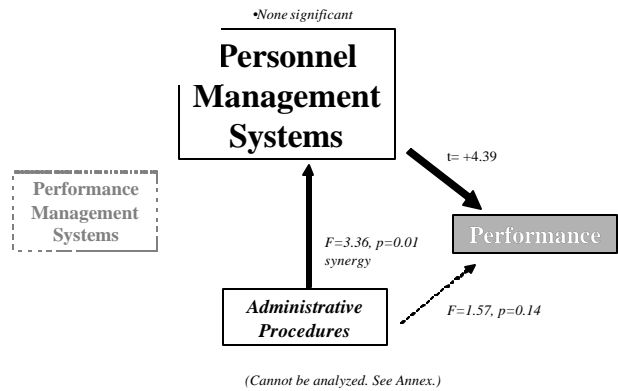 •None significant
Personnel
Management
Systems
t= +4.39
Performance
Management
Systems
Performance
F=3.36, p=0.01
synergy
Administrative
Procedures
F=1.57, p=0.14
(Cannot be analyzed. See Annex.)